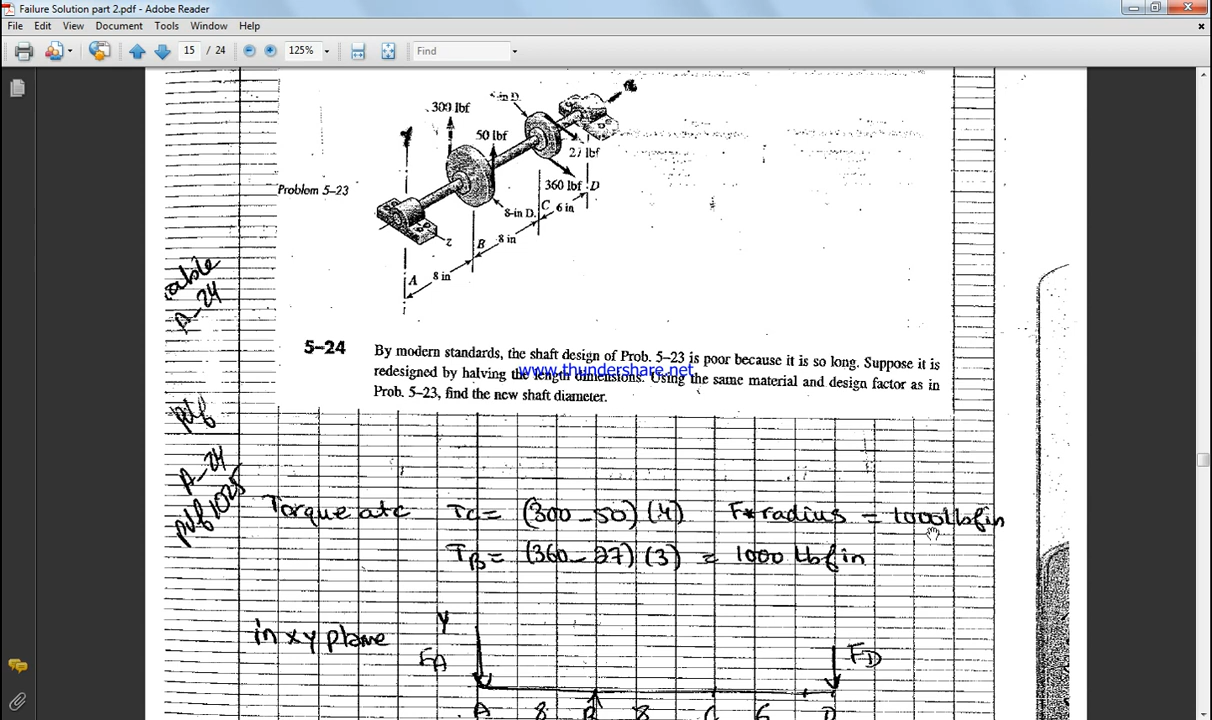 Failure Solution part 2.pdf - Adobe Reader
File Edit View Document Tools Window Help
15 / 24 125% Find
300 lbf
50 lbf
27 lbf
360 lbf D
Problem 5-23
8-in D.
C 6 in
z
B 8 in
A 8 in
A-24
5–24 By modern standards, the shaft design of Prob. 5–23 is poor because it is so long. Suppose it is
redesigned by halving the length dimensions. Using the same material and design factor as in
Prob. 5–23, find the new shaft diameter.
www.thundershare.net
pdf
A-24
pdf 1025
Torque at c Tc = (300 - 50) (4) F* radius = 1000 lbf in
TB = (360 - 27) (3) = 1000 lbf in
in xy plane
Y
FA FD
A 8 B 8 C 6 D